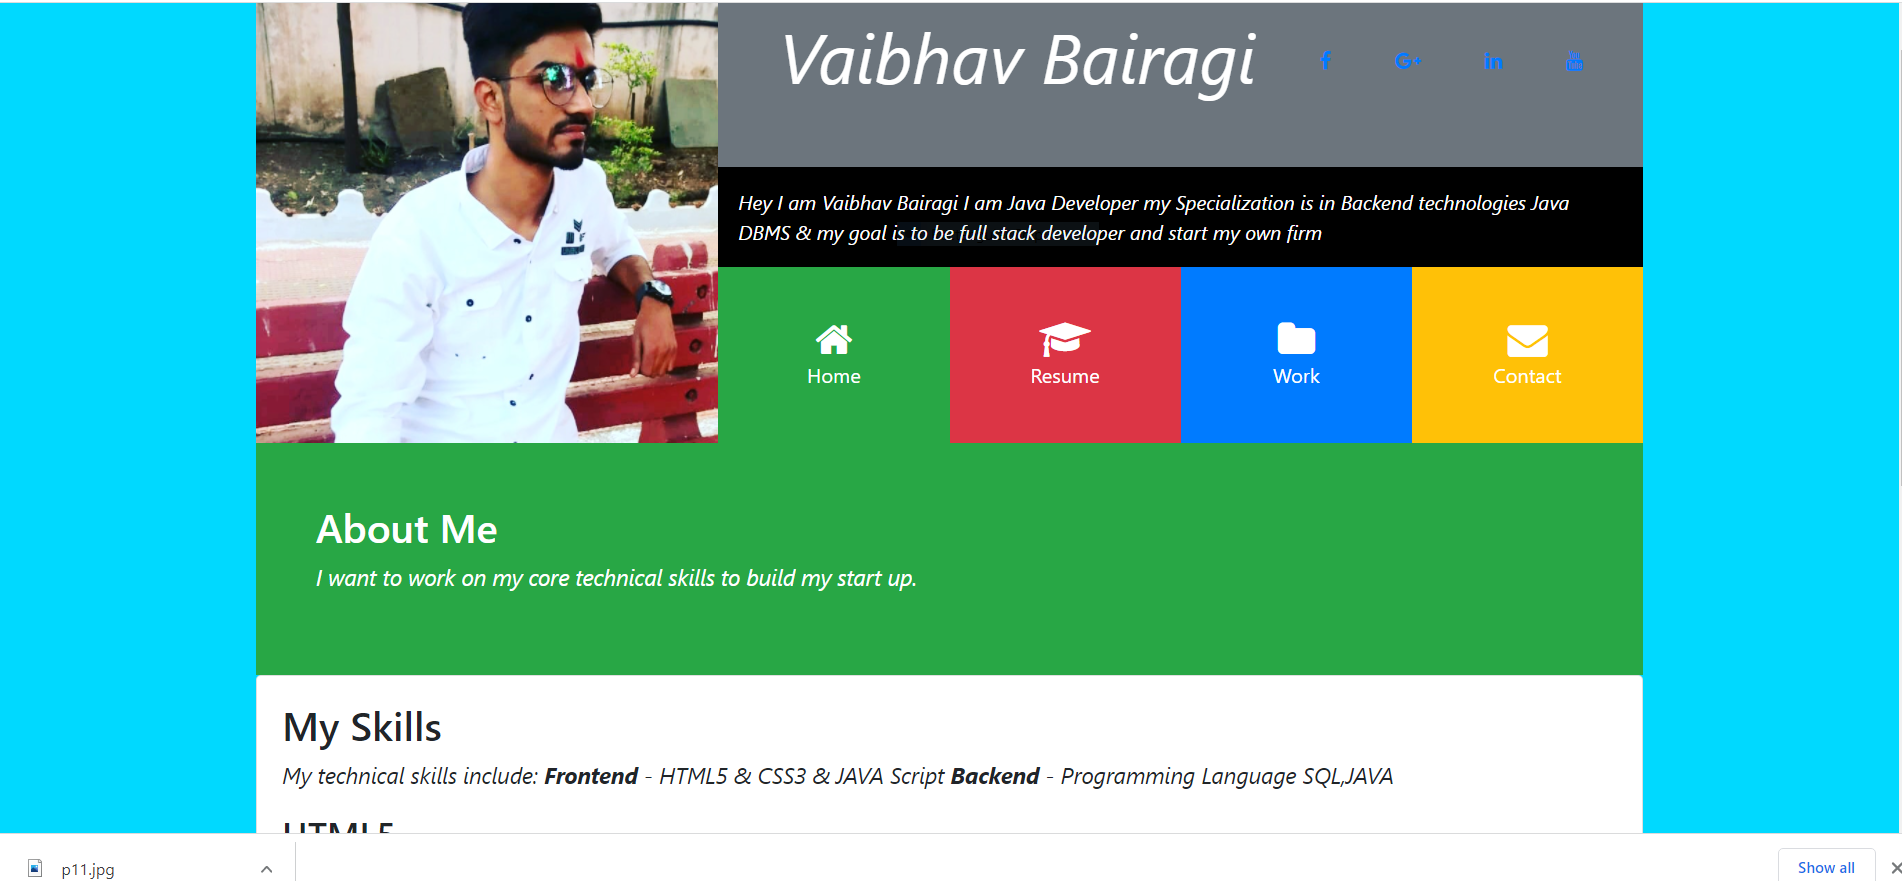 Vaibhav Bairagi
Hey I am Vaibhav Bairagi I am Java Developer my Specialization is in Backend technologies Java
DBMS & my goal is to be full stack developer and start my own firm
Home
Resume
Work
Contact
About Me
I want to work on my core technical skills to build my start up.
My Skills
My technical skills include: Frontend - HTML5 & CSS3 & JAVA Script Backend - Programming Language SQL,JAVA
HTML5
p11.jpg
Show all